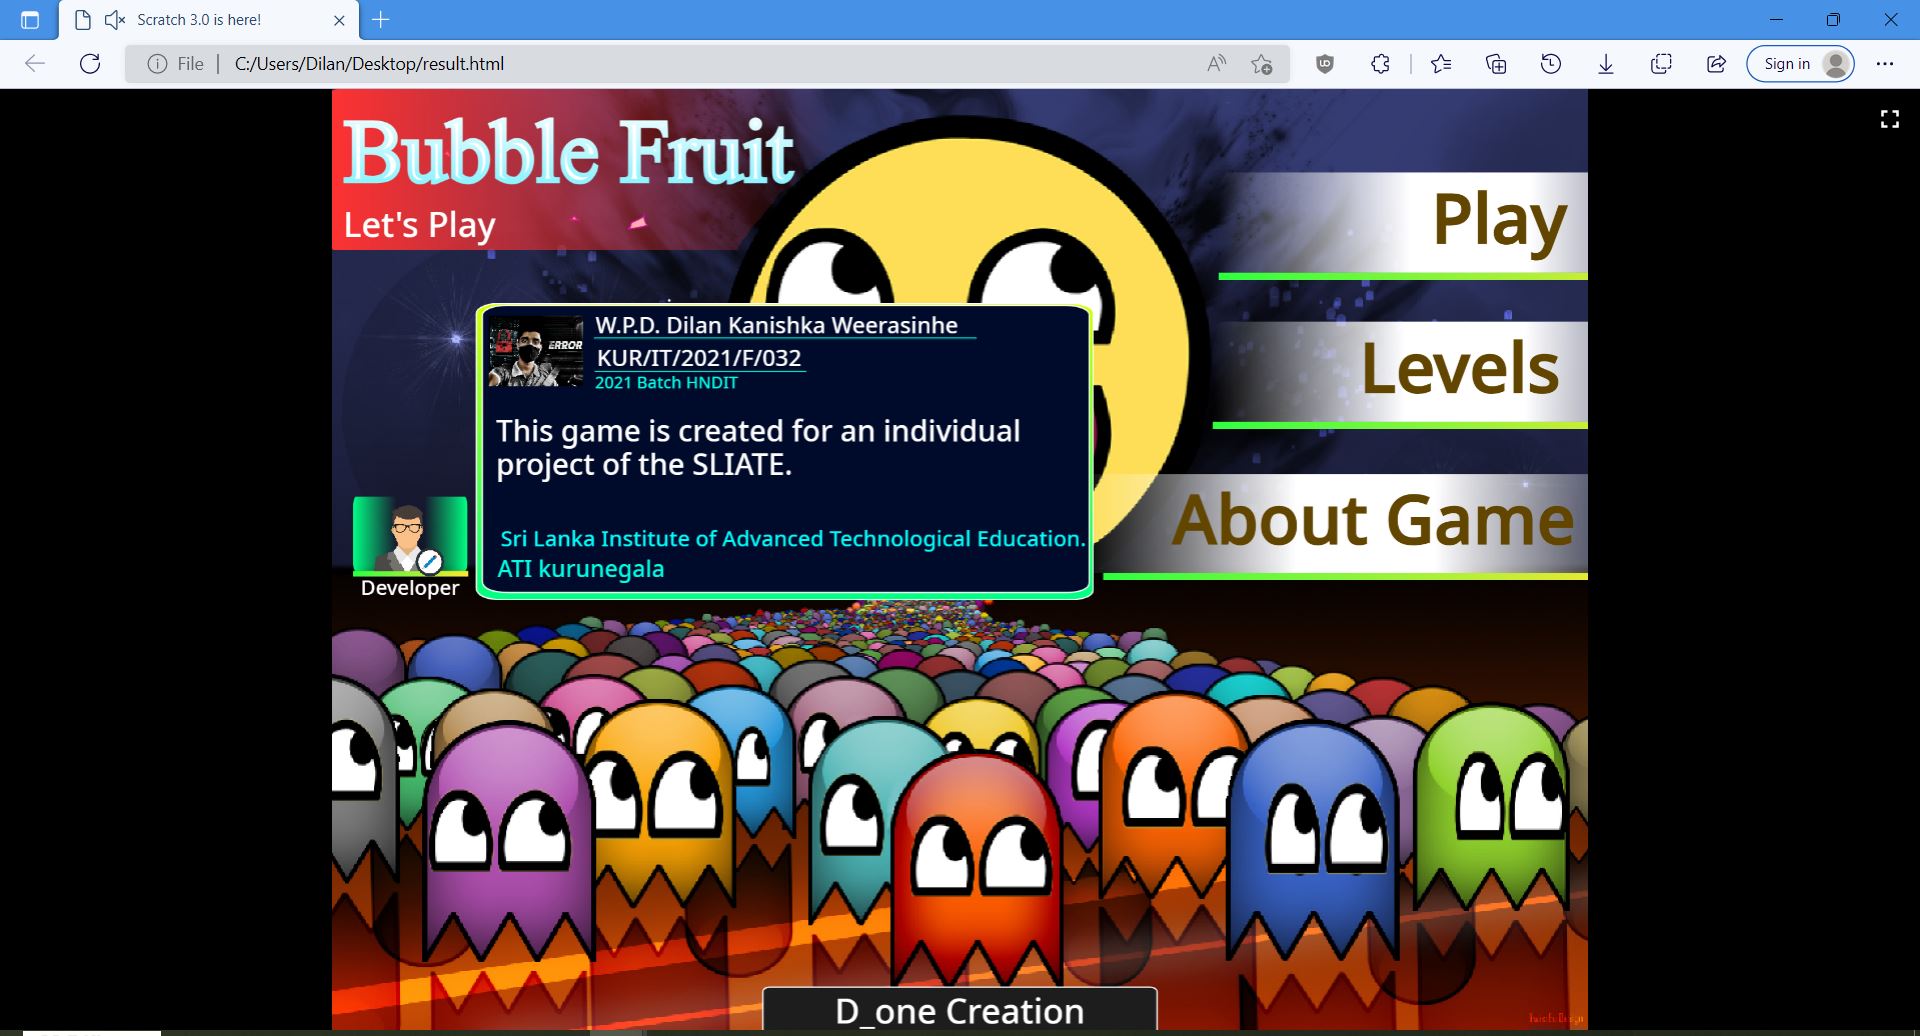 Scratch 3.0 is here!
File
C:/Users/Dilan/Desktop/result.html
Sign in
Bubble Fruit
Let's Play
Play
Levels
About Game
W.P.D. Dilan Kanishka Weerasinhe
KUR/IT/2021/F/032
2021 Batch HNDIT
ERROR
This game is created for an individual
project of the SLIATE.
Sri Lanka Institute of Advanced Technological Education.
ATI kurunegala
Developer
D_one Creation